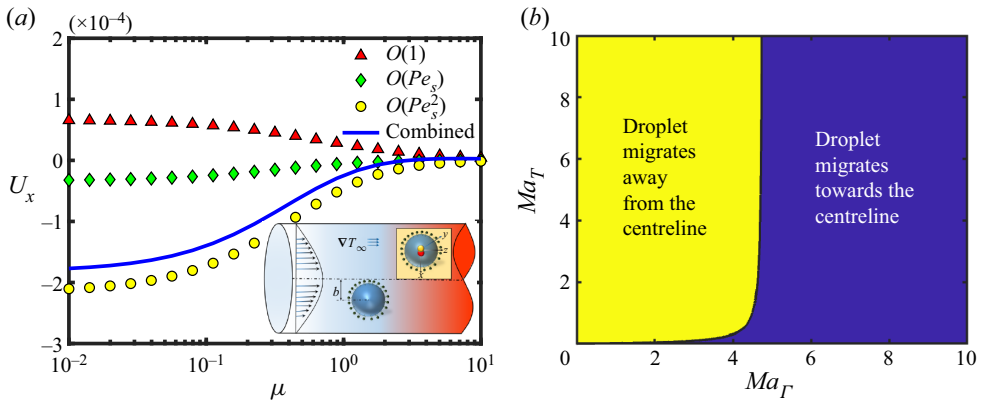 (a)
(×10⁻⁴)
2
1
0
−1
−2
−3
U_x
O(1)
O(Pe_s)
O(Pe_s^2)
Combined
∇T_∞
b
y
z
x
10⁻² 10⁻¹ 10⁰ 10¹
μ
(b)
10
8
6
4
2
Ma_T
Droplet
migrates
away
from the
centreline
Droplet
migrates
towards the
centreline
0 2 4 6 8 10
Ma_Γ